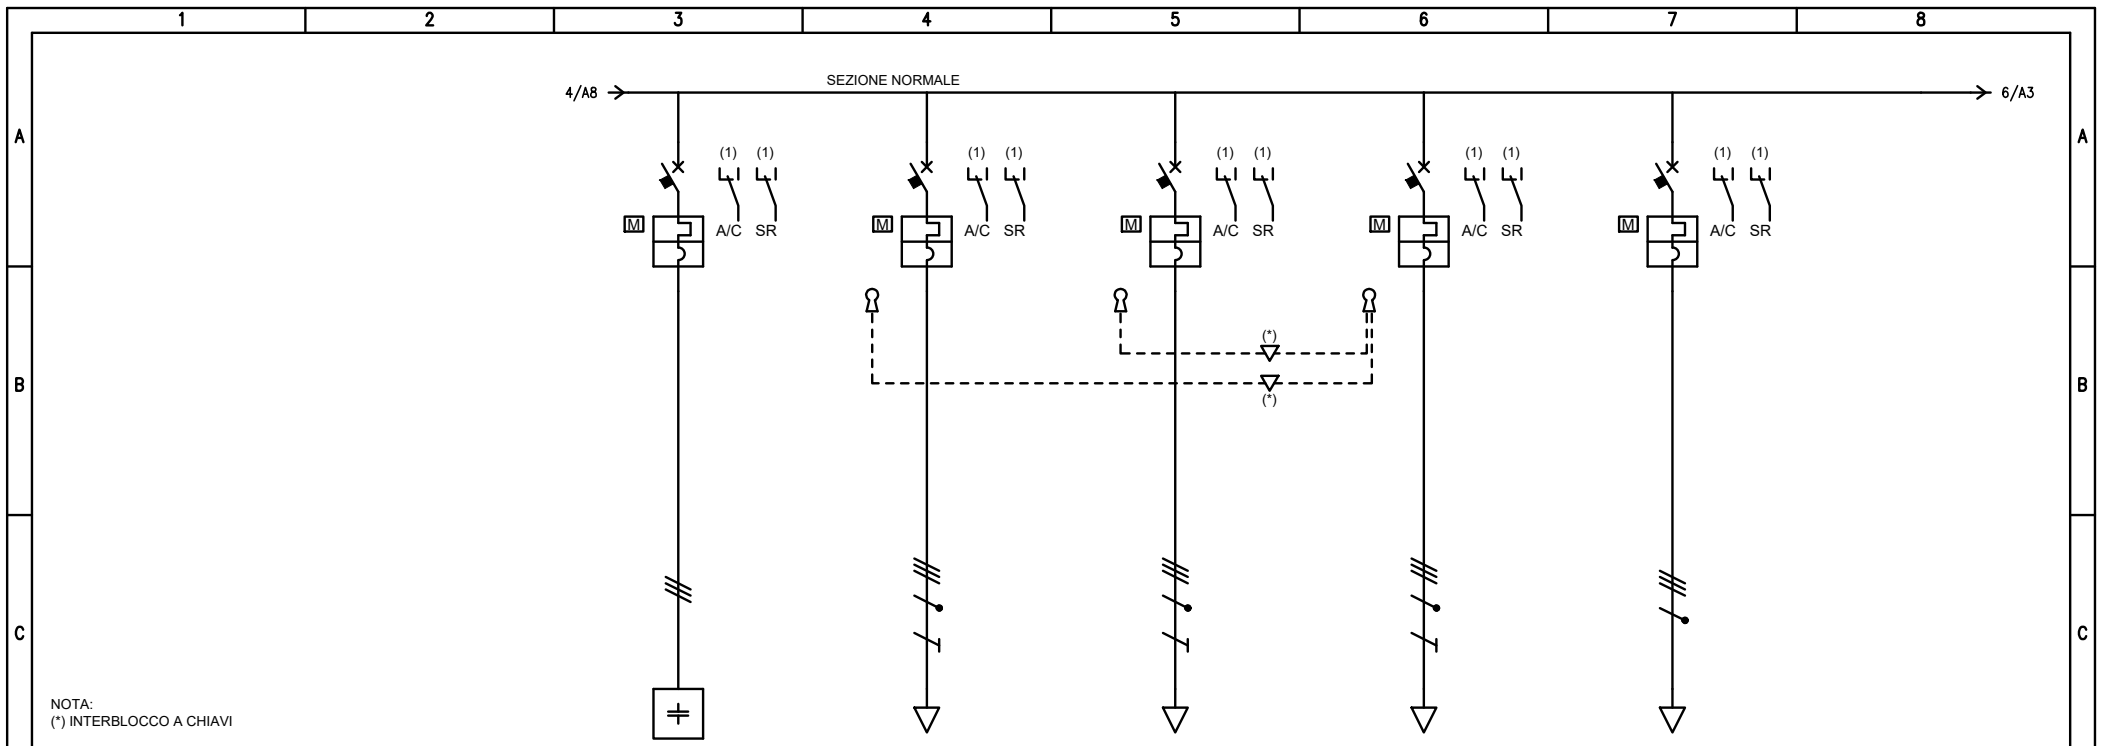 1 2 3 4 5 6 7 8
SEZIONE NORMALE
4/A8 6/A3
A A
(1) (1) (1) (1) (1) (1) (1) (1) (1) (1)
M A/C SR M A/C SR M A/C SR M A/C SR M A/C SR
(*)
B B
(*)
C C
NOTA:
(*) INTERBLOCCO A CHIAVI